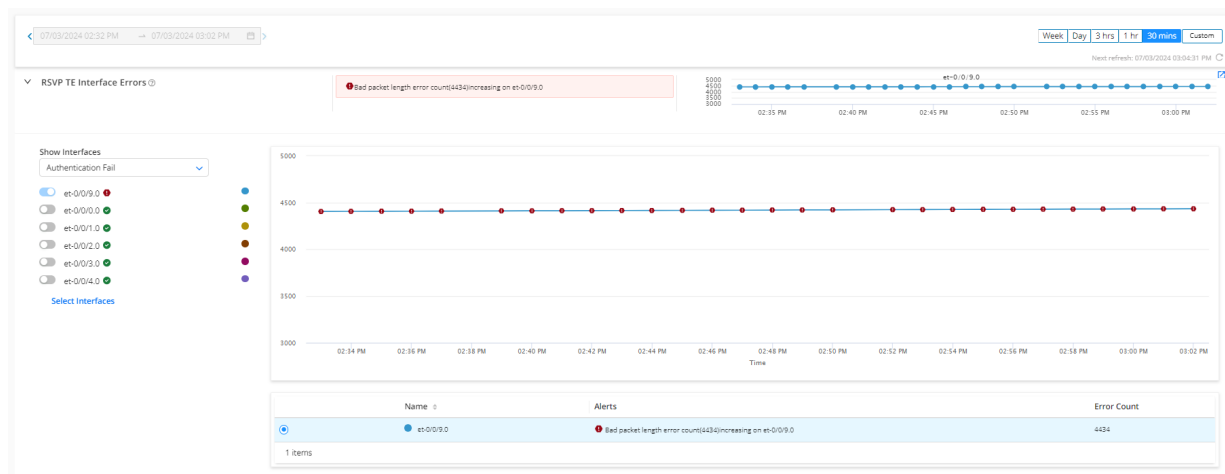 07/03/2024 02:32 PM → 07/03/2024 03:02 PM
Week Day 3 hrs 1 hr 30 mins Custom
Next refresh: 07/03/2024 03:04:31 PM
RSVP TE Interface Errors
Bad packet length error count(4434)increasing on et-0/0/9.0
et-0/0/9.0
5000
4500
4000
3500
3000
02:35 PM 02:40 PM 02:45 PM 02:50 PM 02:55 PM 03:00 PM
Show Interfaces
Authentication Fail
et-0/0/9.0
et-0/0/0.0
et-0/0/1.0
et-0/0/2.0
et-0/0/3.0
et-0/0/4.0
Select Interfaces
5000
4500
4000
3500
3000
02:34 PM 02:36 PM 02:38 PM 02:40 PM 02:42 PM 02:44 PM 02:46 PM 02:48 PM 02:50 PM 02:52 PM 02:54 PM 02:56 PM 02:58 PM 03:00 PM 03:02 PM
Time
Name Alerts Error Count
et-0/0/9.0 Bad packet length error count(4434)increasing on et-0/0/9.0 4434
1 items